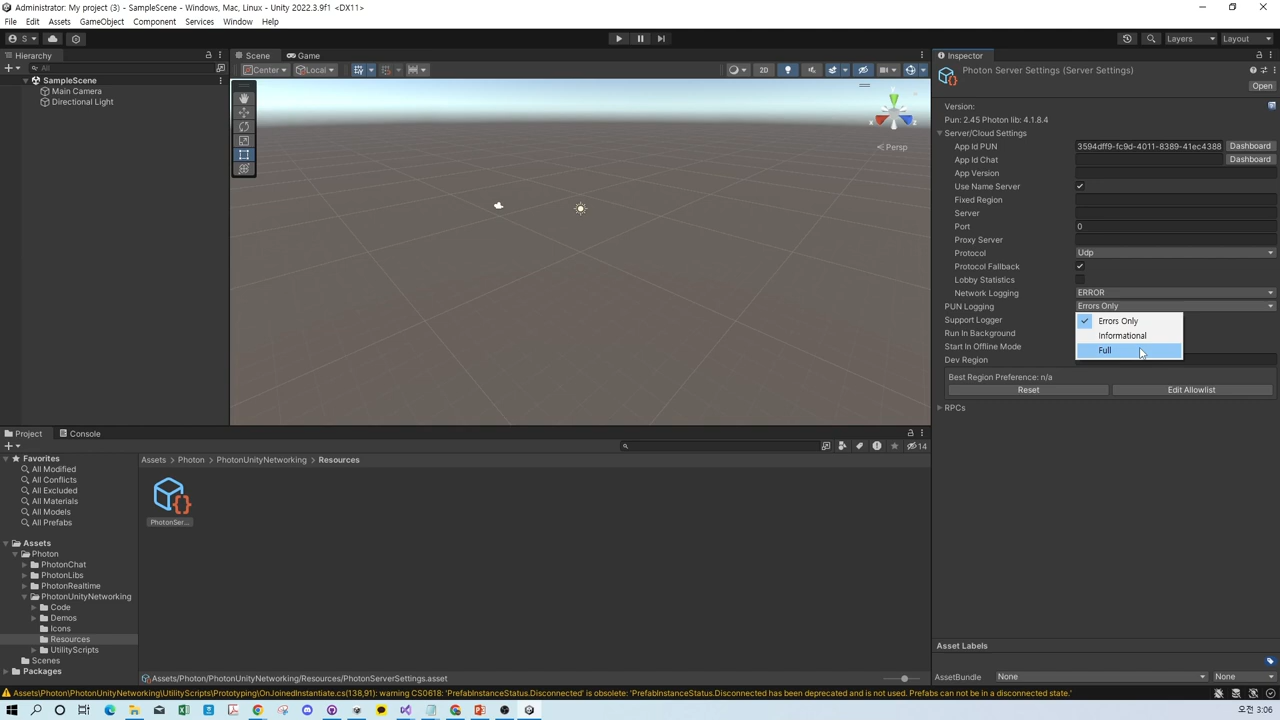 Administrator: My project (3) - SampleScene - Windows, Mac, Linux - Unity 2022.3.9f1 <DX11>
File Edit Assets GameObject Component Services Window Help
S
Layers
Layout
Hierarchy
All
SampleScene
Main Camera
Directional Light
Scene Game
Center Local 2D
Persp
Inspector
Photon Server Settings (Server Settings)
Open
Version:
Pun: 2.45 Photon lib: 4.1.8.4
Server/Cloud Settings
App Id PUN 3594dff9-fc9d-4011-8389-41ec4388 Dashboard
App Id Chat Dashboard
App Version
Use Name Server
Fixed Region
Server
Port 0
Proxy Server
Protocol Udp
Protocol Fallback
Lobby Statistics
Network Logging ERROR
PUN Logging Errors Only
Support Logger Errors Only
Run In Background Informational
Start In Offline Mode Full
Dev Region
Best Region Preference: n/a
Reset Edit Allowlist
RPCs
Project Console
14
Favorites
All Modified
All Conflicts
All Excluded
All Materials
All Models
All Prefabs
Assets
Photon
PhotonChat
PhotonLibs
PhotonRealtime
PhotonUnityNetworking
Code
Demos
Icons
Resources
UtilityScripts
Scenes
Packages
Assets > Photon > PhotonUnityNetworking > Resources
PhotonSer...
Assets/Photon/PhotonUnityNetworking/Resources/PhotonServerSettings.asset
Asset Labels
AssetBundle None None
Assets\Photon\PhotonUnityNetworking\UtilityScripts\Prototyping\OnJoinedInstantiate.cs(138,91): warning CS0618: 'PrefabInstanceStatus.Disconnected' is obsolete: 'PrefabInstanceStatus.Disconnected has been deprecated and is not used. Prefabs can not be in a disconnected state.'
오전 3:06